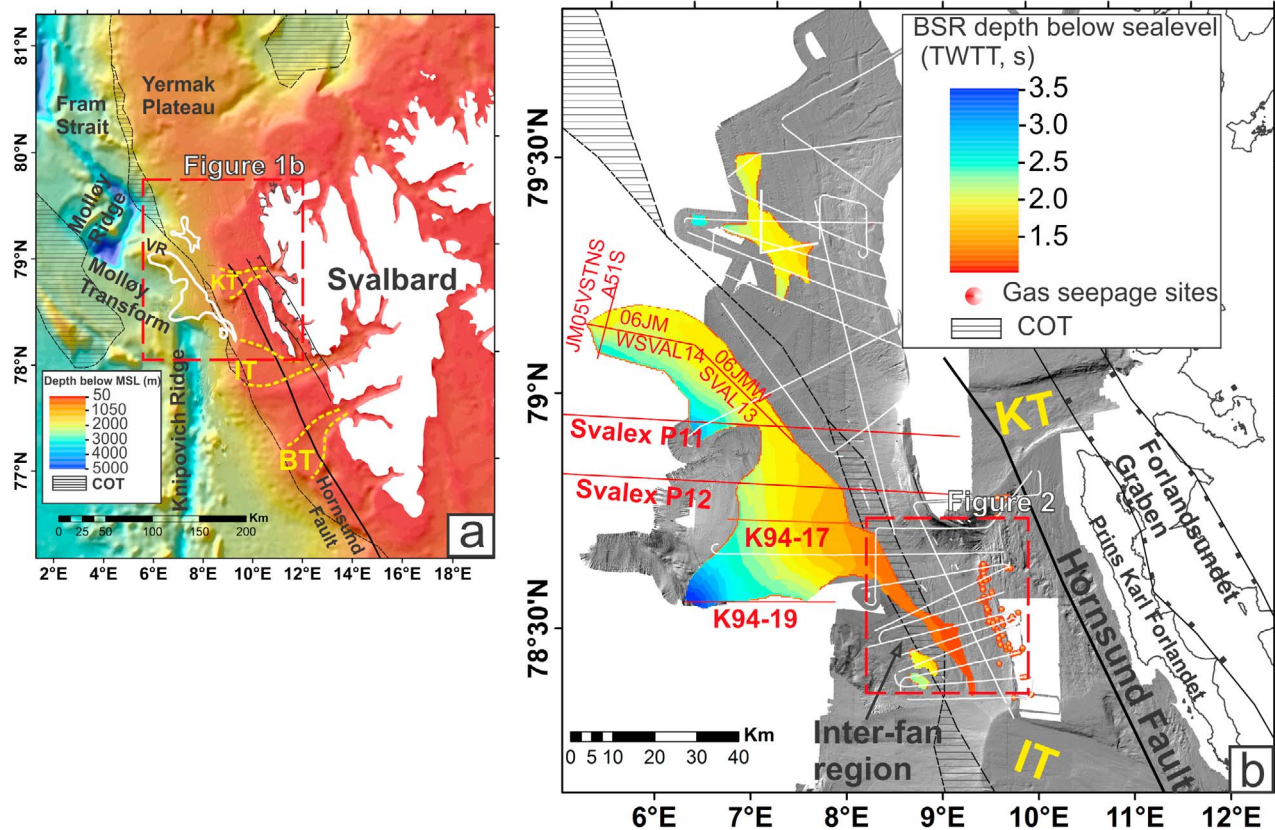 81°N
80°N
79°N
78°N
77°N
Yermak
Plateau
Fram
Strait
Figure 1b
Molløy
Ridge
VR
Molløy
Transform
KT
Svalbard
IT
BT
Knipovich Ridge
Hornsund
Fault
Depth below MSL (m)
50
1050
2000
3000
4000
5000
COT
0 25 50 100 150 200
Km
a
2°E 4°E 6°E 8°E 10°E 12°E 14°E 16°E 18°E
79°30'N
79°N
78°30'N
BSR depth below sealevel
(TWTT, s)
3.5
3.0
2.5
2.0
1.5
Gas seepage sites
COT
JM05VSTNS
A51S
06JM
WSVAL14
06JMW
SVAL13
Svalex P11
Svalex P12
K94-17
K94-19
Figure 2
KT
Forlandsundet
Graben
Prins Karl Forlandet
Hornsund Fault
Inter-fan
region
IT
Km
0 5 10 20 30 40
b
6°E 7°E 8°E 9°E 10°E 11°E 12°E